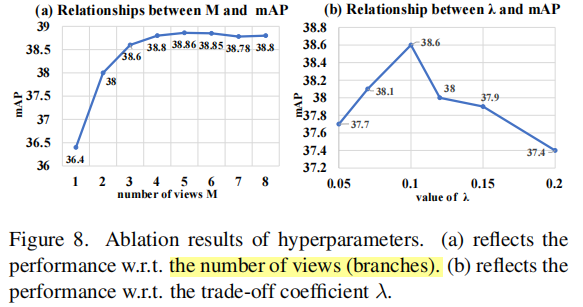 (a) Relationships between M and mAP
39
38.5
38
37.5
37
36.5
36
mAP
36.4
38
38.6
38.8
38.86
38.85
38.78
38.8
1 2 3 4 5 6 7 8
number of views M
(b) Relationship between λ and mAP
38.8
38.6
38.4
38.2
38
37.8
37.6
37.4
37.2
mAP
37.7
38.1
38.6
38
37.9
37.4
0.05 0.1 0.15 0.2
value of λ
Figure 8. Ablation results of hyperparameters. (a) reflects the
performance w.r.t. the number of views (branches). (b) reflects the
performance w.r.t. the trade-off coefficient λ.